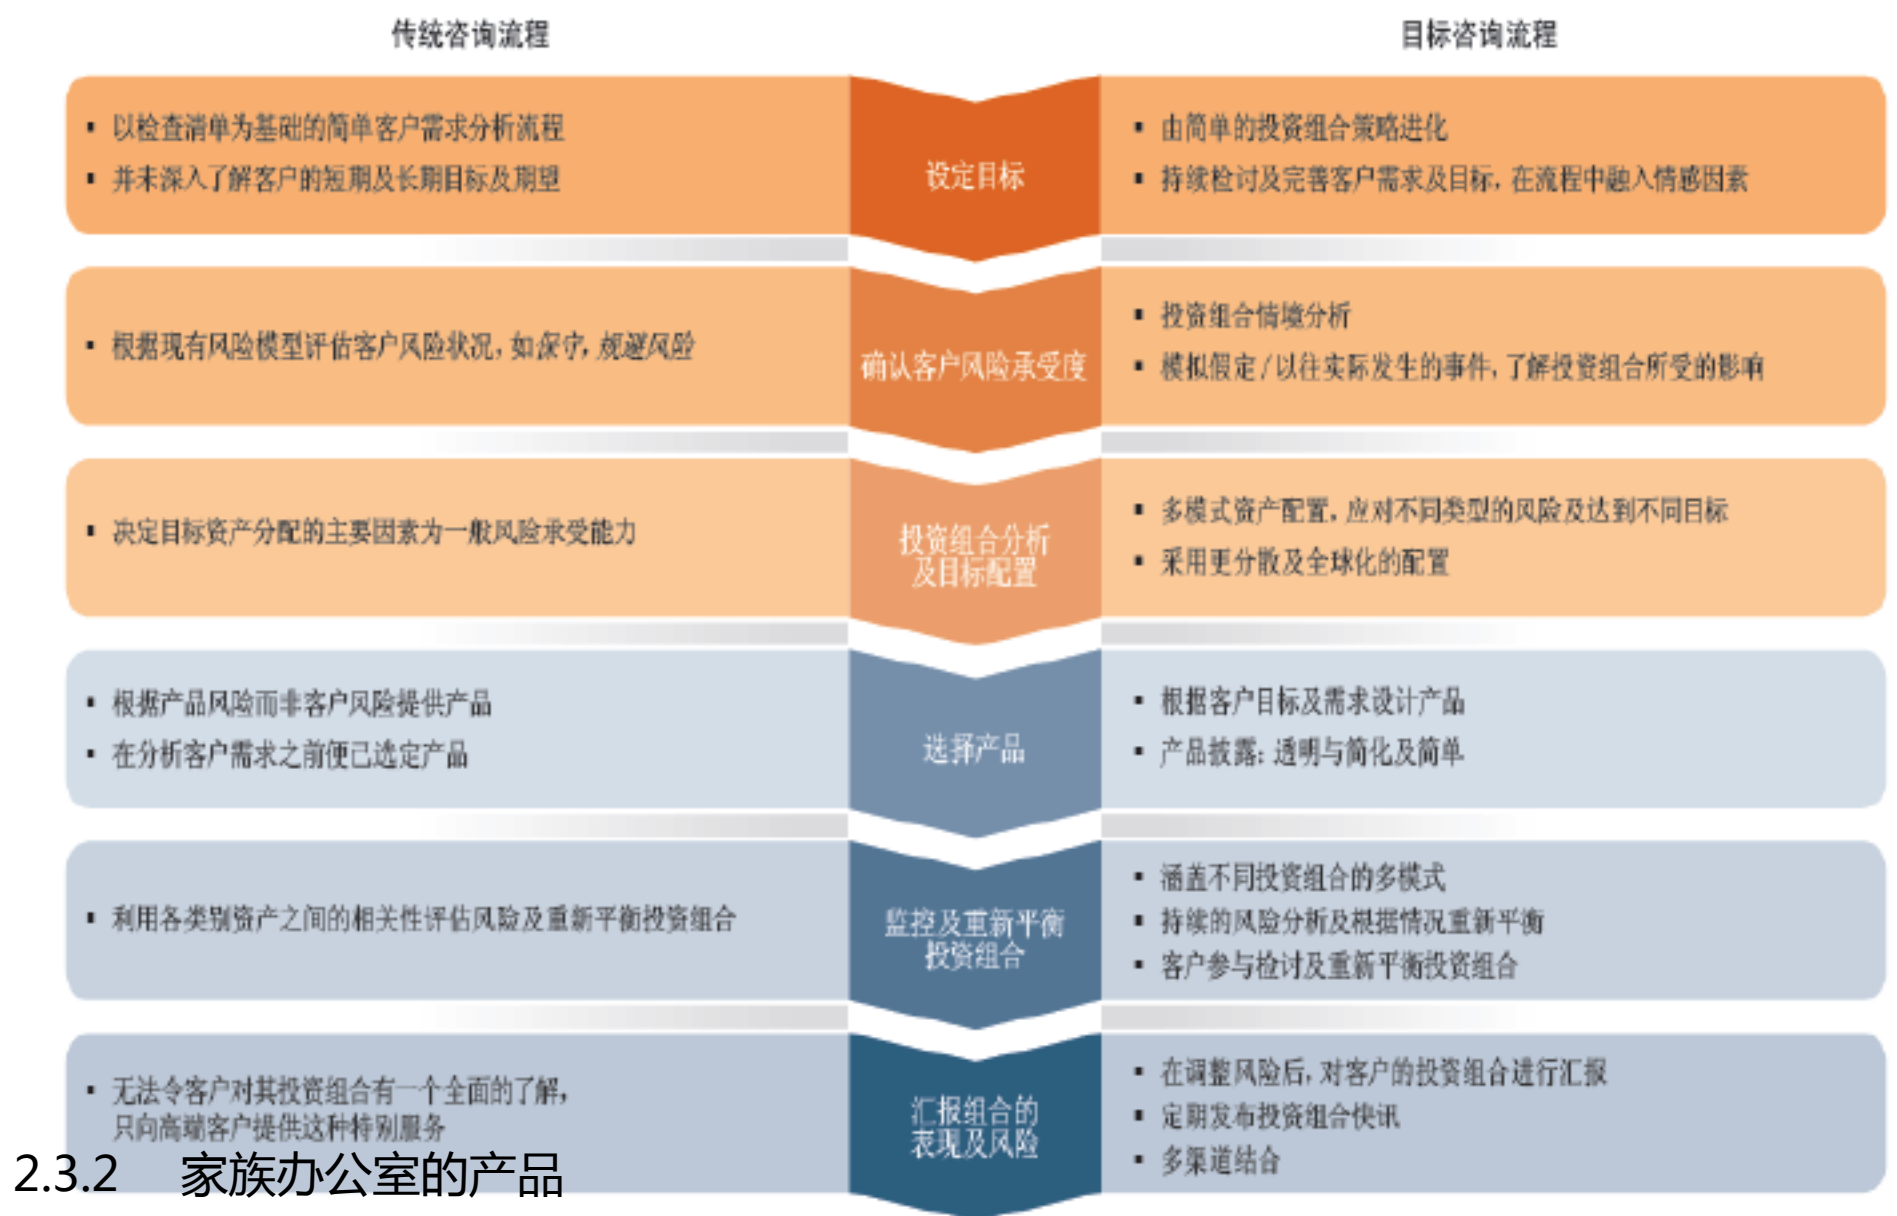 传统咨询流程
目标咨询流程
▪ 以检查清单为基础的简单客户需求分析流程
▪ 并未深入了解客户的短期及长期目标及期望
设定目标
▪ 由简单的投资组合策略进化
▪ 持续检讨及完善客户需求及目标, 在流程中融入情感因素
▪ 根据现有风险模型评估客户风险状况, 如保守, 规避风险
确认客户风险承受度
▪ 投资组合情境分析
▪ 模拟假定/以往实际发生的事件, 了解投资组合所受的影响
▪ 决定目标资产分配的主要因素为一般风险承受能力
投资组合分析
及目标配置
▪ 多模式资产配置, 应对不同类型的风险及达到不同目标
▪ 采用更分散及全球化的配置
▪ 根据产品风险而非客户风险提供产品
▪ 在分析客户需求之前便已选定产品
选择产品
▪ 根据客户目标及需求设计产品
▪ 产品披露: 透明与简化及简单
▪ 利用各类别资产之间的相关性评估风险及重新平衡投资组合
监控及重新平衡
投资组合
▪ 涵盖不同投资组合的多模式
▪ 持续的风险分析及根据情况重新平衡
▪ 客户参与检讨及重新平衡投资组合
▪ 无法令客户对其投资组合有一个全面的了解,
只向高端客户提供这种特别服务
汇报组合的
表现及风险
▪ 在调整风险后, 对客户的投资组合进行汇报
▪ 定期发布投资组合快讯
▪ 多渠道结合
2.3.2 家族办公室的产品